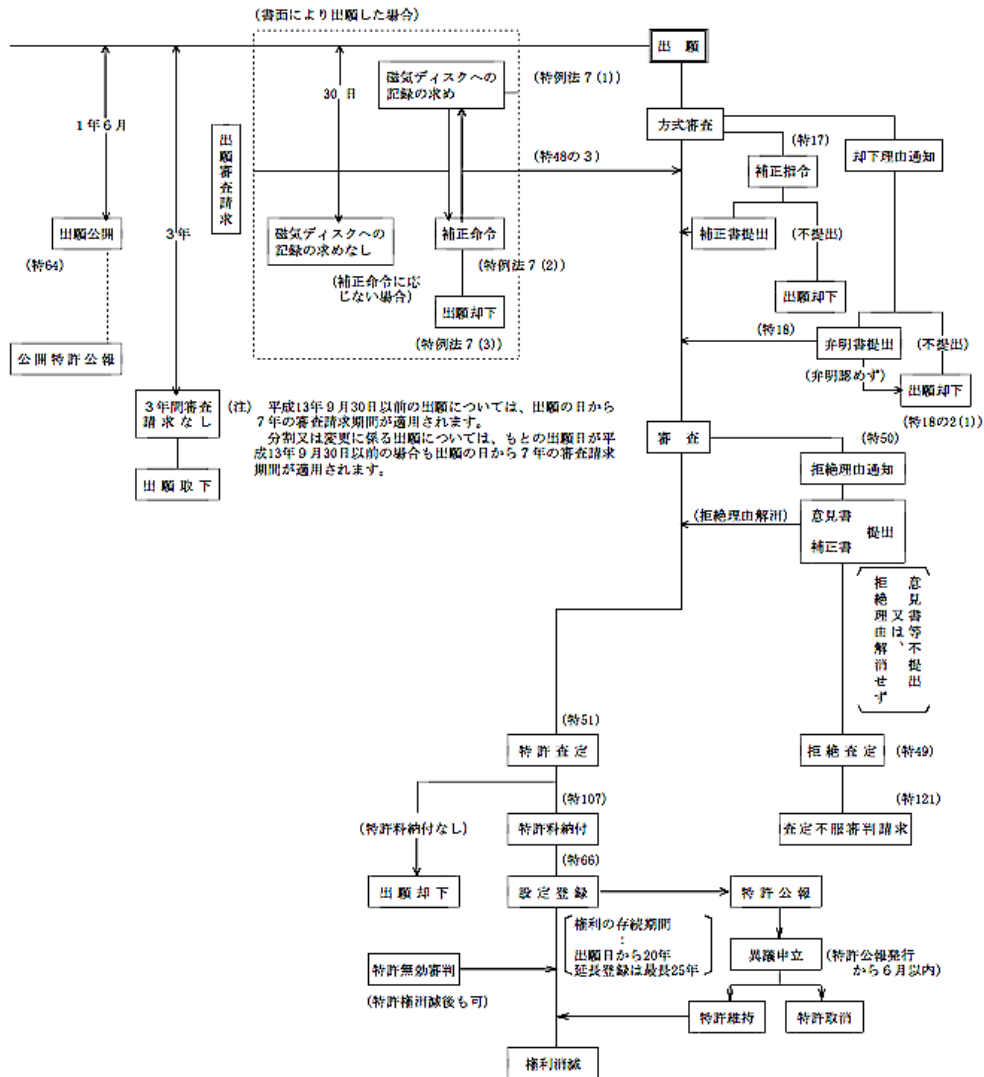 (書面により出願した場合)
出願
磁気ディスクへの
記録の求め
(特例法7(1))
30日
1年6月
方式審査
(特17)
却下理由通知
出願審査請求
(特48の3)
補正指令
出願公開
3年
磁気ディスクへの
記録の求めなし
補正命令
補正書提出
(不提出)
(特64)
(特例法7(2))
(補正命令に応
じない場合)
出願却下
出願却下
(特18)
(特例法7(3))
弁明書提出
(不提出)
公開特許公報
(弁明認めず)
出願却下
(特18の2(1))
3年間審査
請求なし
(注) 平成13年9月30日以前の出願については、出願の日から
7年の審査請求期間が適用されます。
分割又は変更に係る出願については、もとの出願日が平
成13年9月30日以前の場合も出願の日から7年の審査請求
期間が適用されます。
審査
(特50)
拒絶理由通知
出願取下
(拒絶理由解消)
意見書
提出
補正書
意見書等不提出
又は、
拒絶理由解消せず
(特51)
特許査定
拒絶査定
(特49)
(特107)
(特121)
(特許料納付なし)
特許料納付
査定不服審判請求
(特66)
出願却下
設定登録
特許公報
権利の存続期間
:
出願日から20年
延長登録は最長25年
異議申立
(特許公報発行
から6月以内)
特許無効審判
(特許権消滅後も可)
特許維持
特許取消
権利消滅